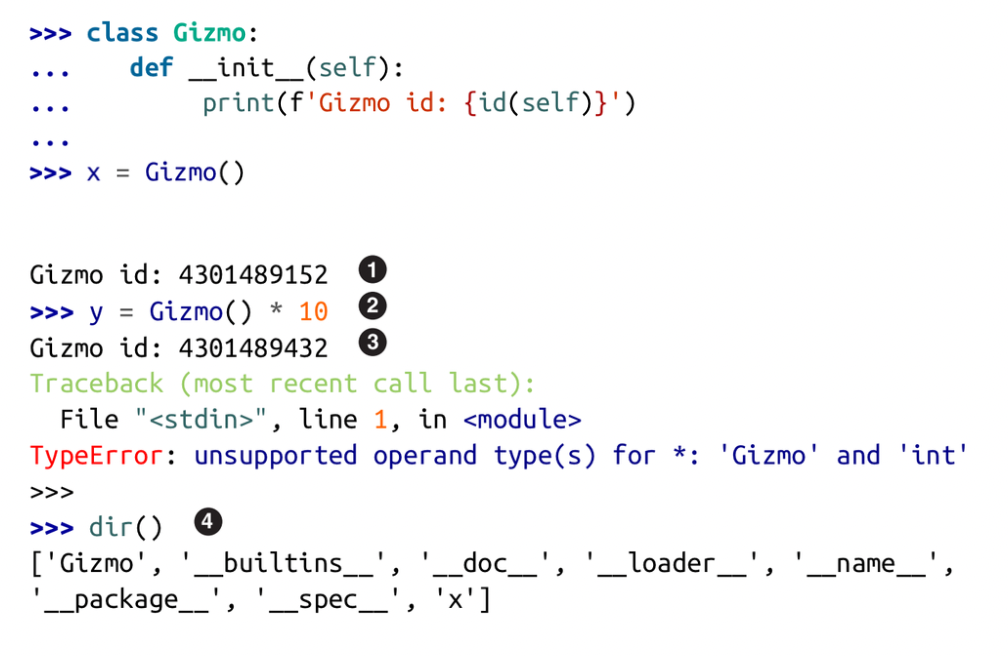 >>> class Gizmo:
...    def __init__(self):
...         print(f'Gizmo id: {id(self)}')
...
>>> x = Gizmo()
Gizmo id: 4301489152 ❶
>>> y = Gizmo() * 10 ❷
Gizmo id: 4301489432 ❸
Traceback (most recent call last):
  File "<stdin>", line 1, in <module>
TypeError: unsupported operand type(s) for *: 'Gizmo' and 'int'
>>>
>>> dir() ❹
['Gizmo', '__builtins__', '__doc__', '__loader__', '__name__',
'__package__', '__spec__', 'x']